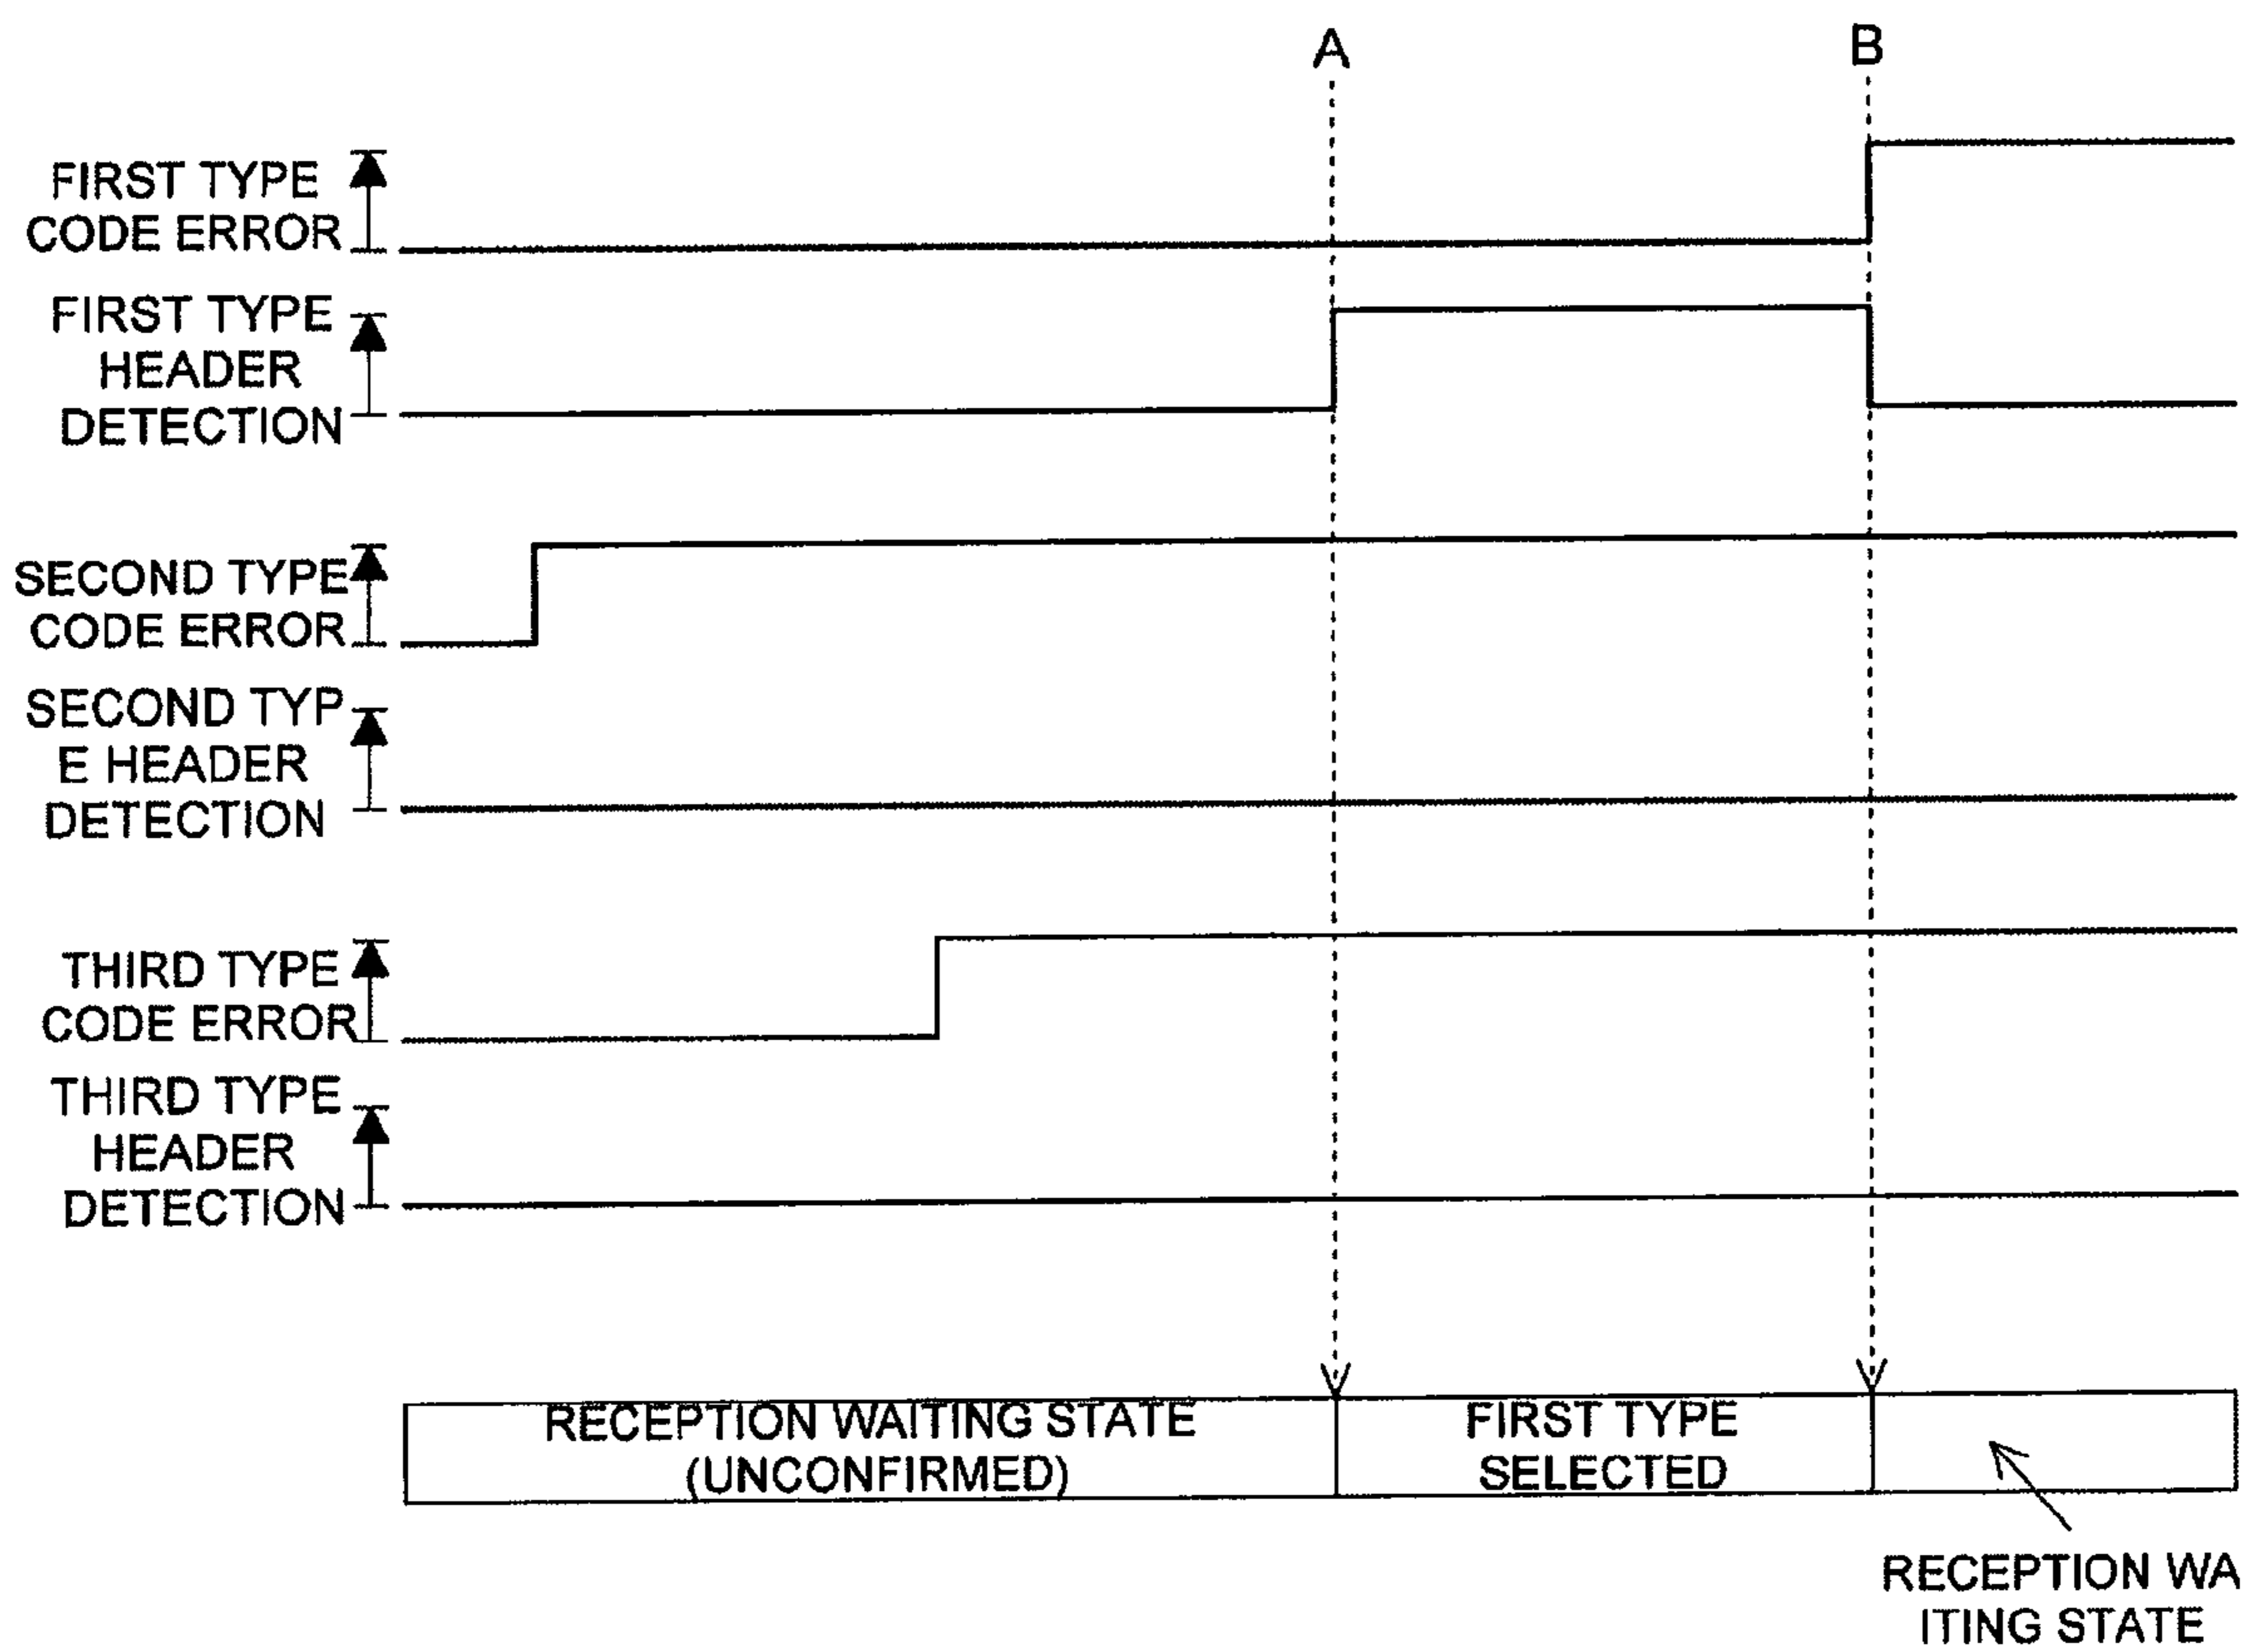 A
B
FIRST TYPE
CODE ERROR
FIRST TYPE
HEADER
DETECTION
SECOND TYPE
CODE ERROR
SECOND TYP
E HEADER
DETECTION
THIRD TYPE
CODE ERROR
THIRD TYPE
HEADER
DETECTION
RECEPTION WAITING STATE
(UNCONFIRMED)
FIRST TYPE
SELECTED
RECEPTION WA
ITING STATE